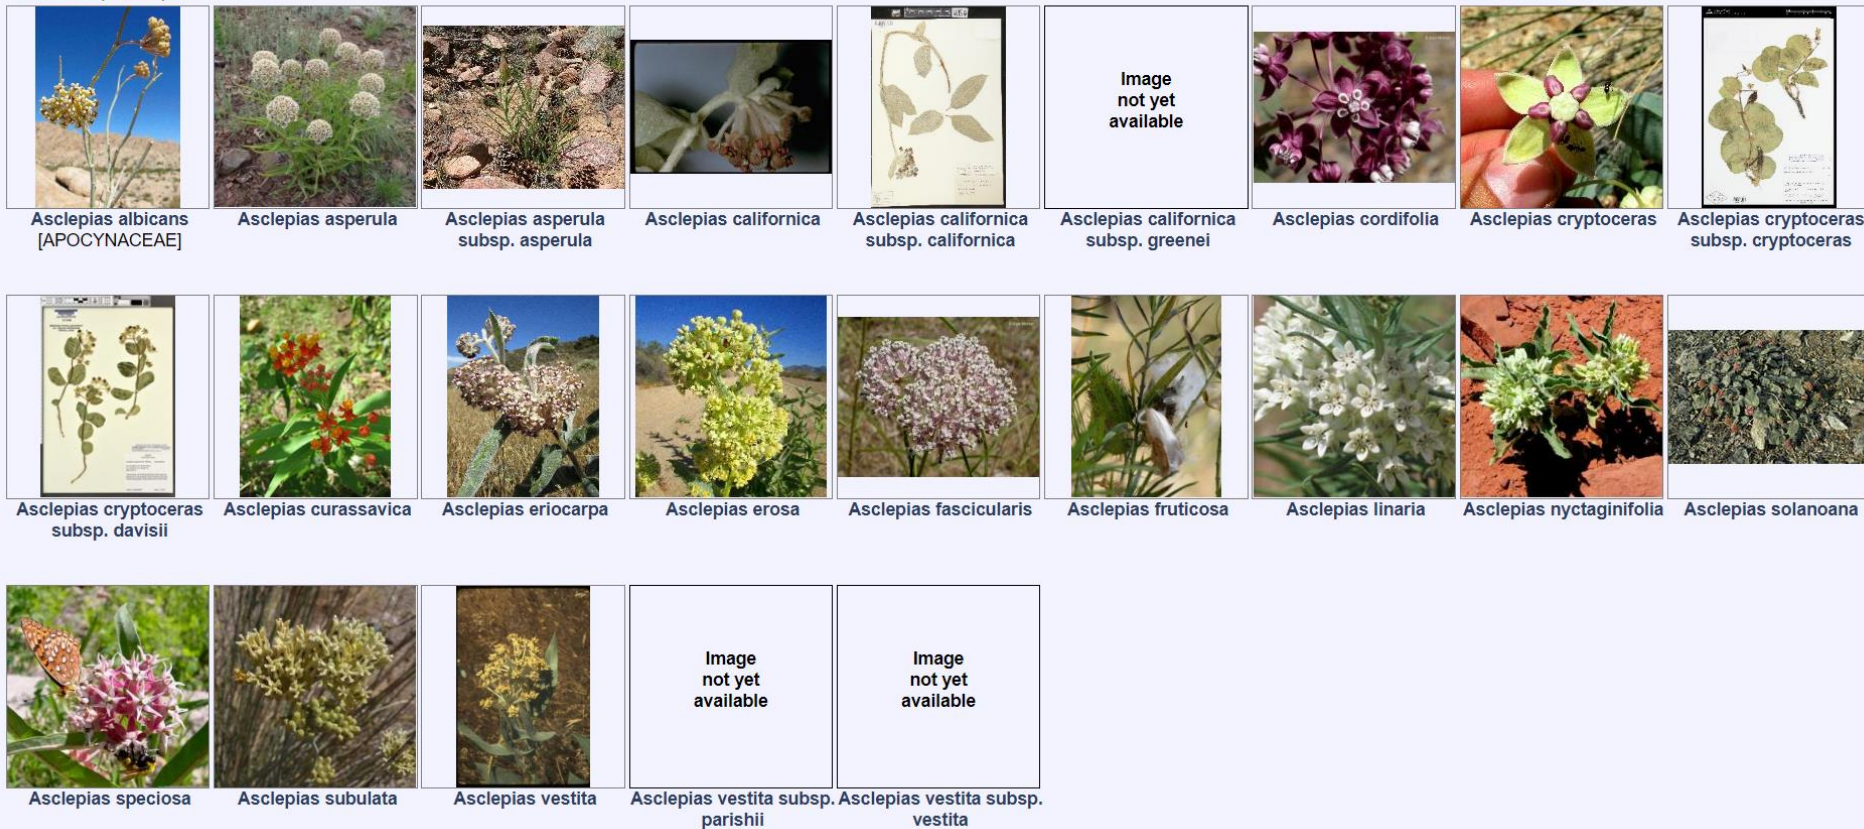 Image
not yet
available
Asclepias albicans
[APOCYNACEAE]
Asclepias asperula
Asclepias asperula
subsp. asperula
Asclepias californica
Asclepias californica
subsp. californica
Asclepias californica
subsp. greenei
Asclepias cordifolia
Asclepias cryptoceras
Asclepias cryptoceras
subsp. cryptoceras
Asclepias cryptoceras
subsp. davisii
Asclepias curassavica
Asclepias eriocarpa
Asclepias erosa
Asclepias fascicularis
Asclepias fruticosa
Asclepias linaria
Asclepias nyctaginifolia
Asclepias solanoana
Image
not yet
available
Image
not yet
available
Asclepias speciosa
Asclepias subulata
Asclepias vestita
Asclepias vestita subsp.
parishii
Asclepias vestita subsp.
vestita